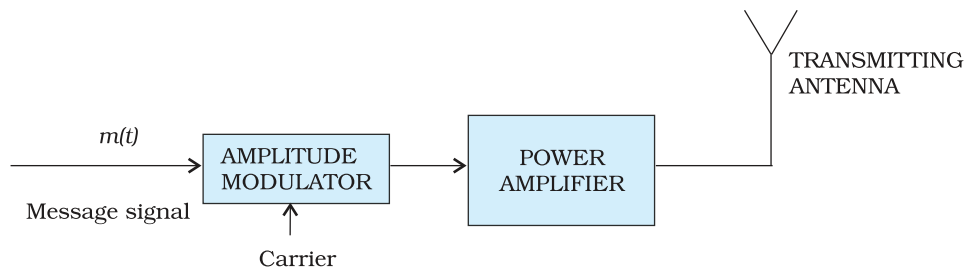 m(t)
Message signal
AMPLITUDE
MODULATOR
Carrier
POWER
AMPLIFIER
TRANSMITTING
ANTENNA